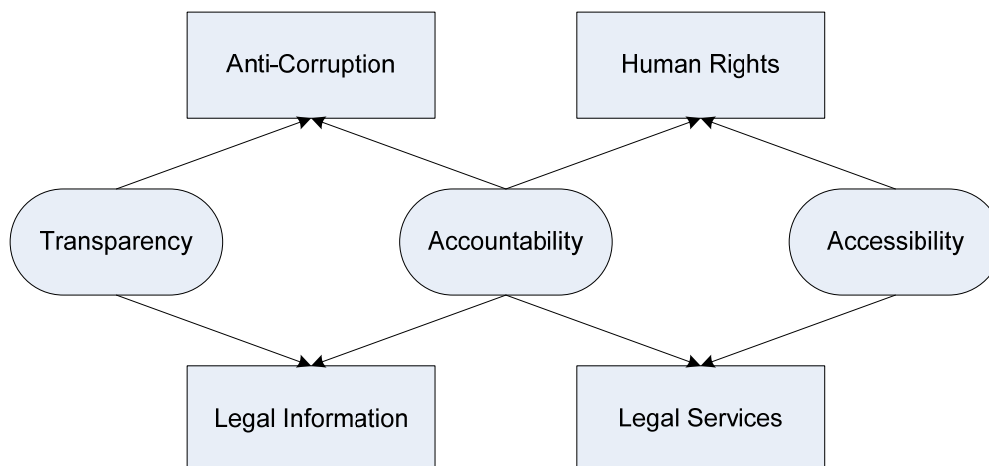 Anti-Corruption
Human Rights
Transparency
Accountability
Accessibility
Legal Information
Legal Services